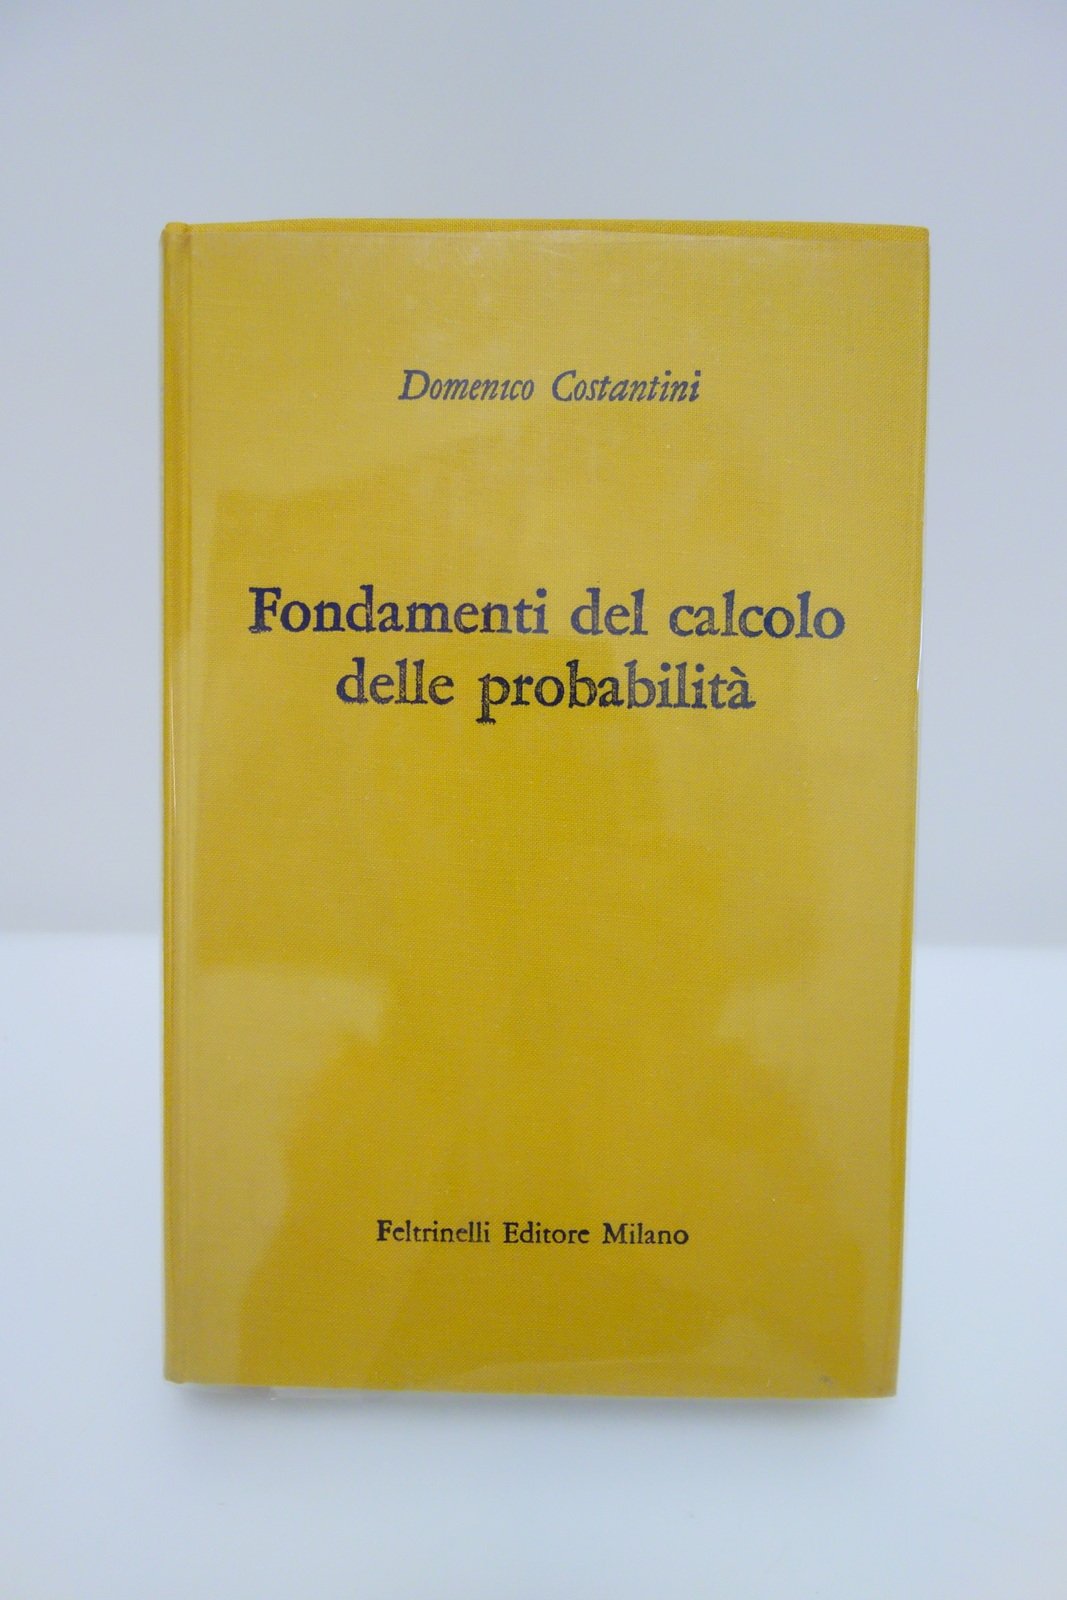 Domenico Costantini
Fondamenti del calcolo
delle probabilità
Feltrinelli Editore Milano